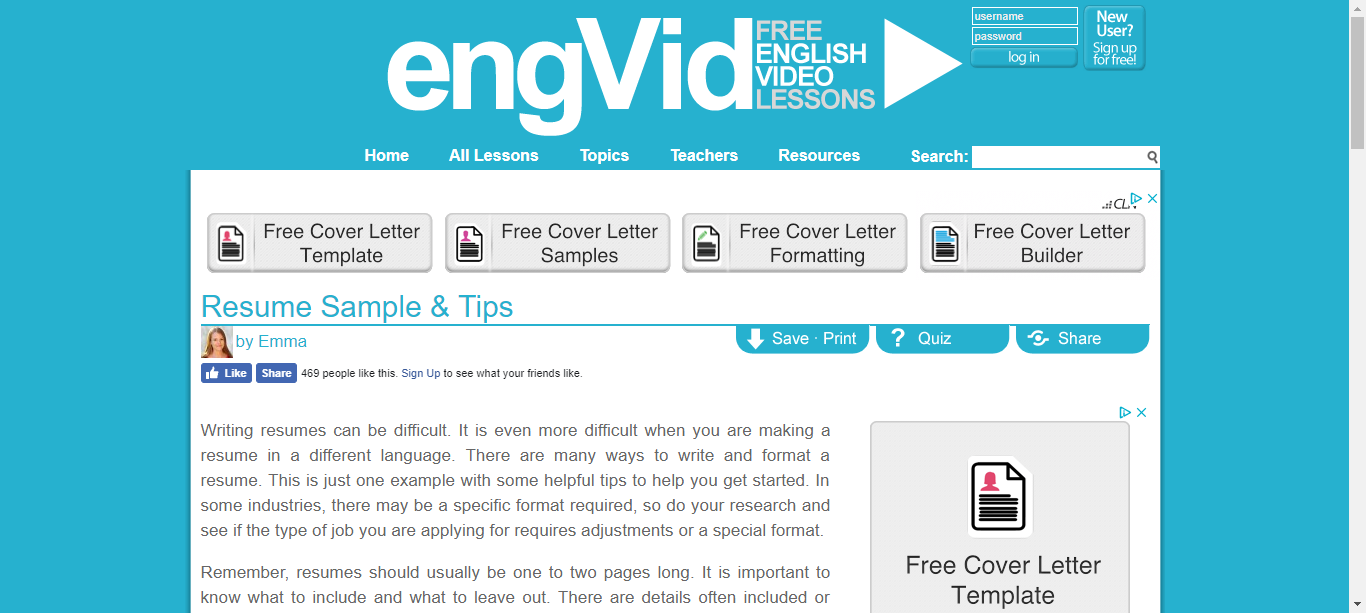 engVid
FREE
ENGLISH
VIDEO
LESSONS
username
password
log in
New
User?
Sign up
for free!
Home All Lessons Topics Teachers Resources Search:
Free Cover Letter
Template
Free Cover Letter
Samples
Free Cover Letter
Formatting
Free Cover Letter
Builder
Resume Sample & Tips
by Emma
Save · Print
? Quiz
Share
Like Share 469 people like this. Sign Up to see what your friends like.
Writing resumes can be difficult. It is even more difficult when you are making a
resume in a different language. There are many ways to write and format a
resume. This is just one example with some helpful tips to help you get started. In
some industries, there may be a specific format required, so do your research and
see if the type of job you are applying for requires adjustments or a special format.
Remember, resumes should usually be one to two pages long. It is important to
know what to include and what to leave out. There are details often included or
Free Cover Letter
Template